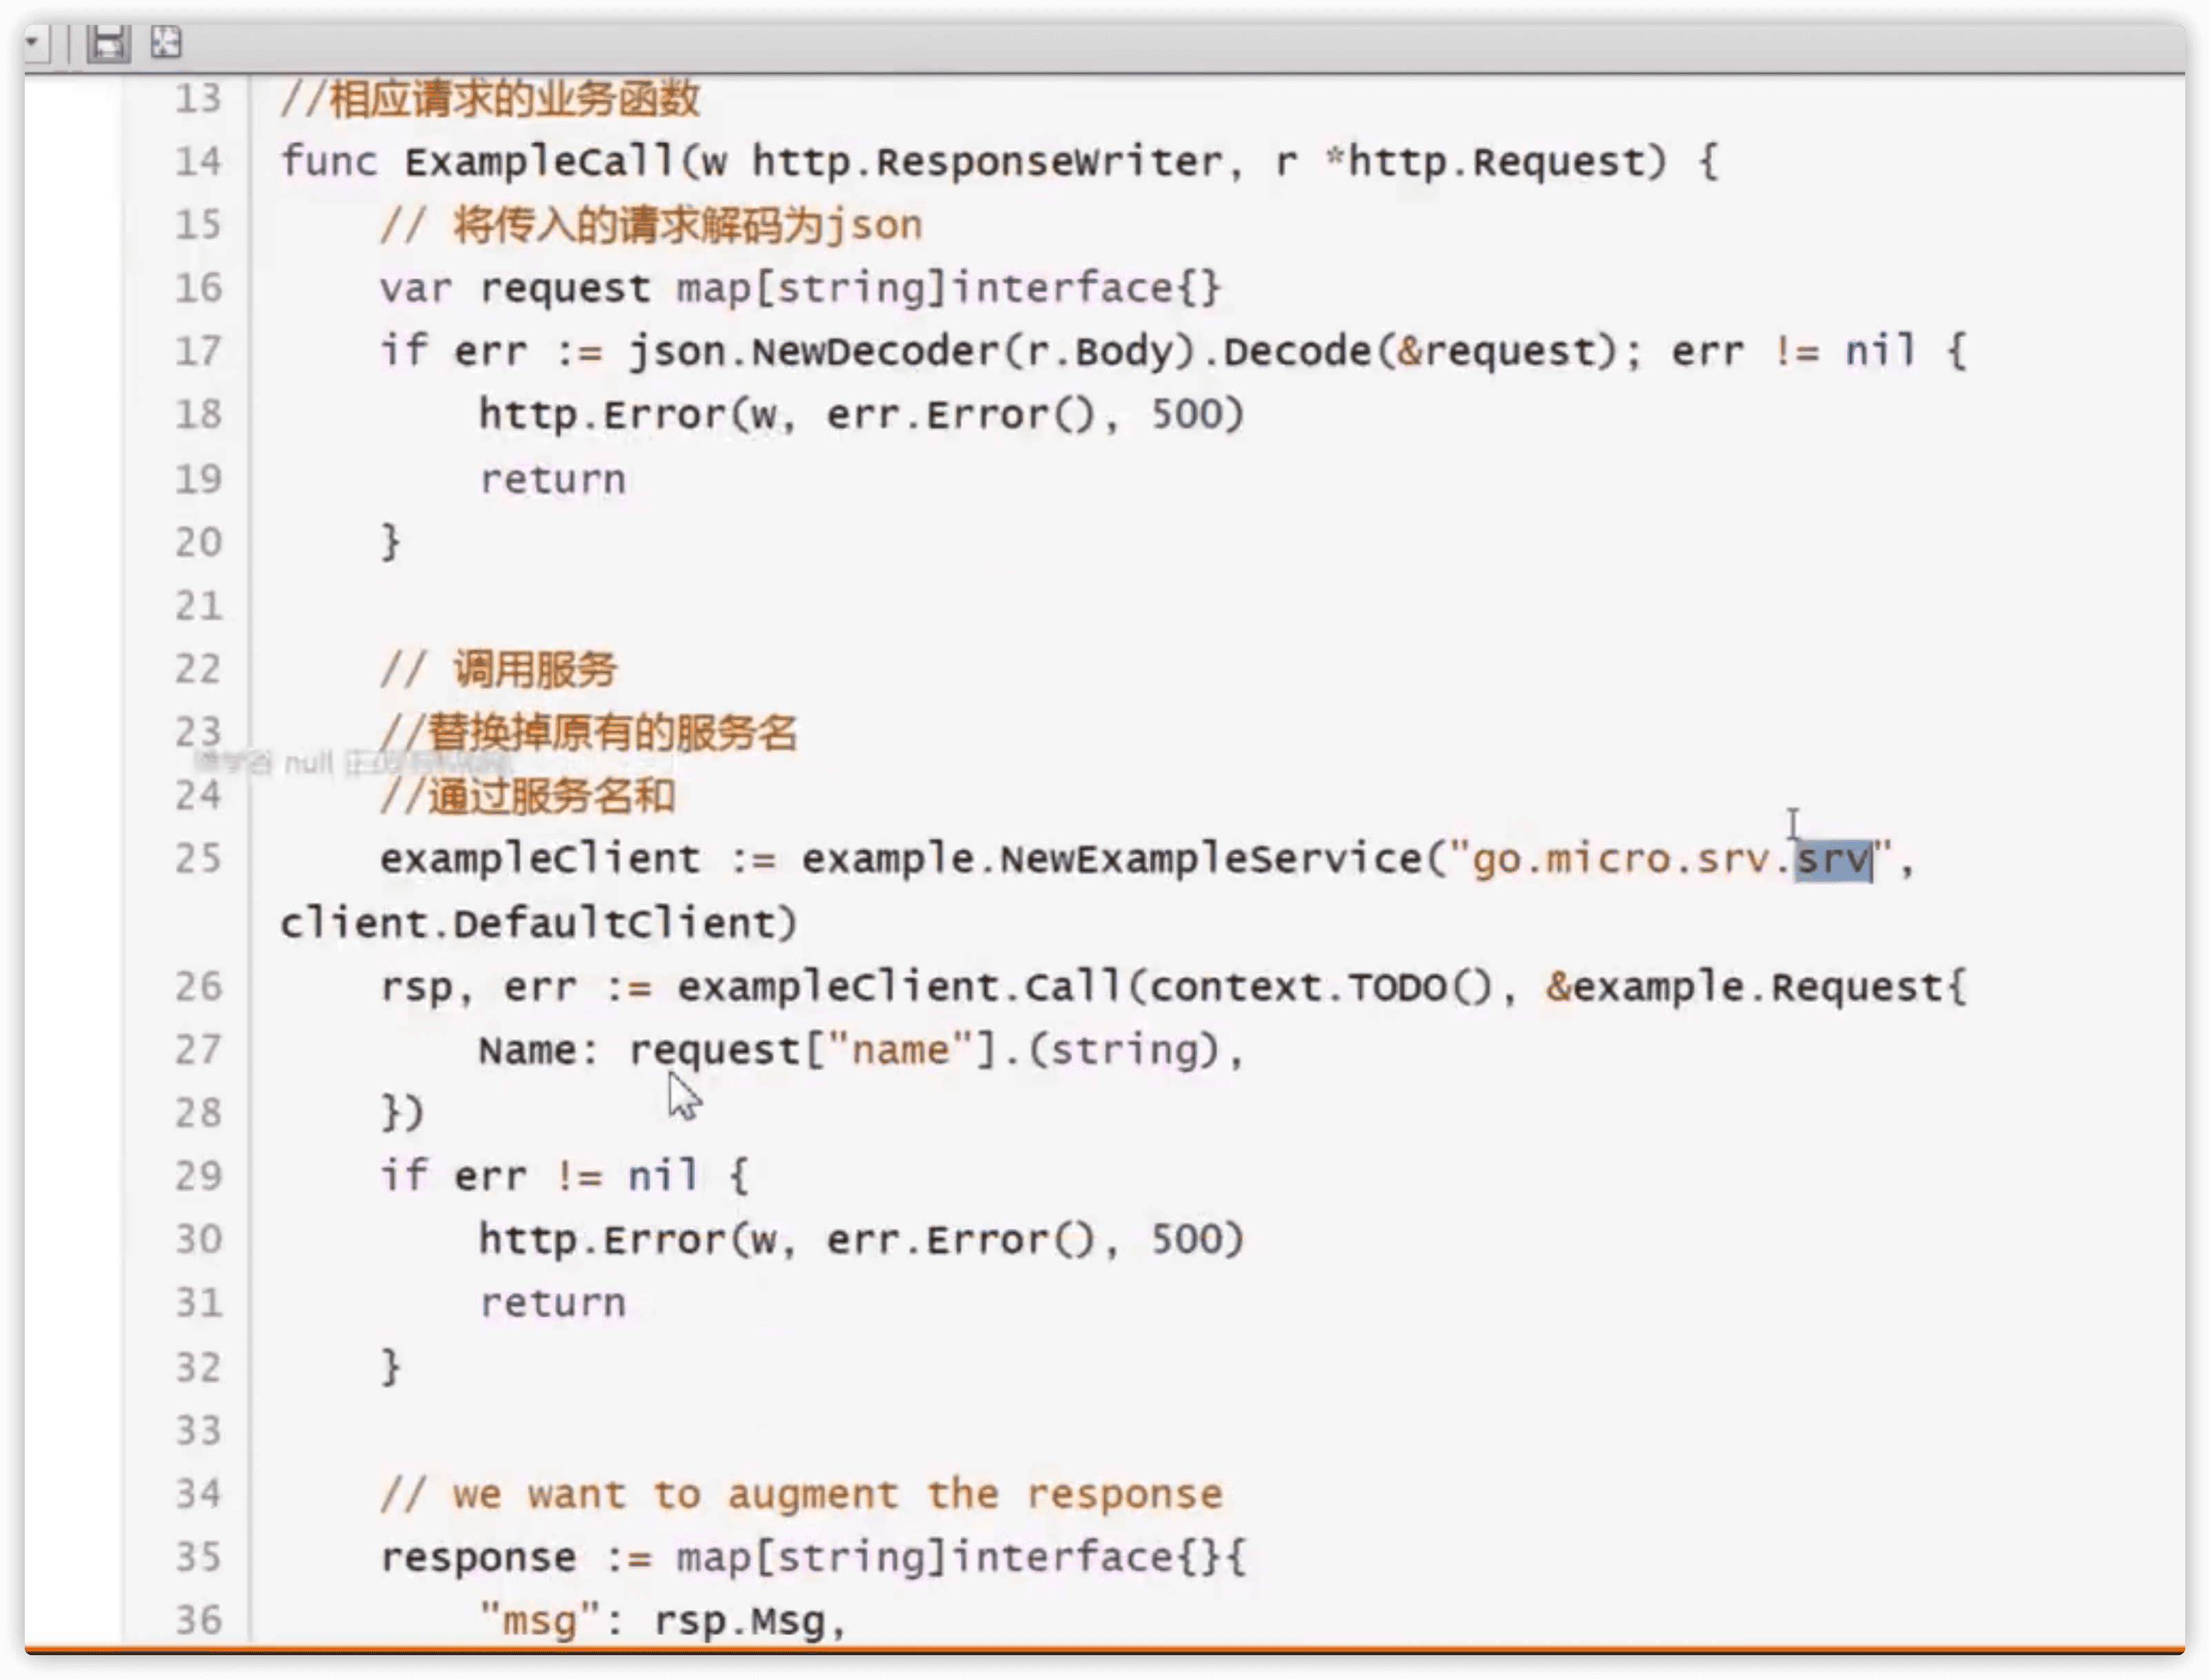 13 //相应请求的业务函数
14 func ExampleCall(w http.ResponseWriter, r *http.Request) {
15 // 将传入的请求解码为json
16 var request map[string]interface{}
17 if err := json.NewDecoder(r.Body).Decode(&request); err != nil {
18 http.Error(w, err.Error(), 500)
19 return
20 }
21
22 // 调用服务
23 //替换掉原有的服务名
null
24 //通过服务名和
25 exampleClient := example.NewExampleService("go.micro.srv.srv",
client.DefaultClient)
26 rsp, err := exampleClient.Call(context.TODO(), &example.Request{
27 Name: request["name"].(string),
28 })
29 if err != nil {
30 http.Error(w, err.Error(), 500)
31 return
32 }
33
34 // we want to augment the response
35 response := map[string]interface{}{
36 "msg": rsp.Msg,